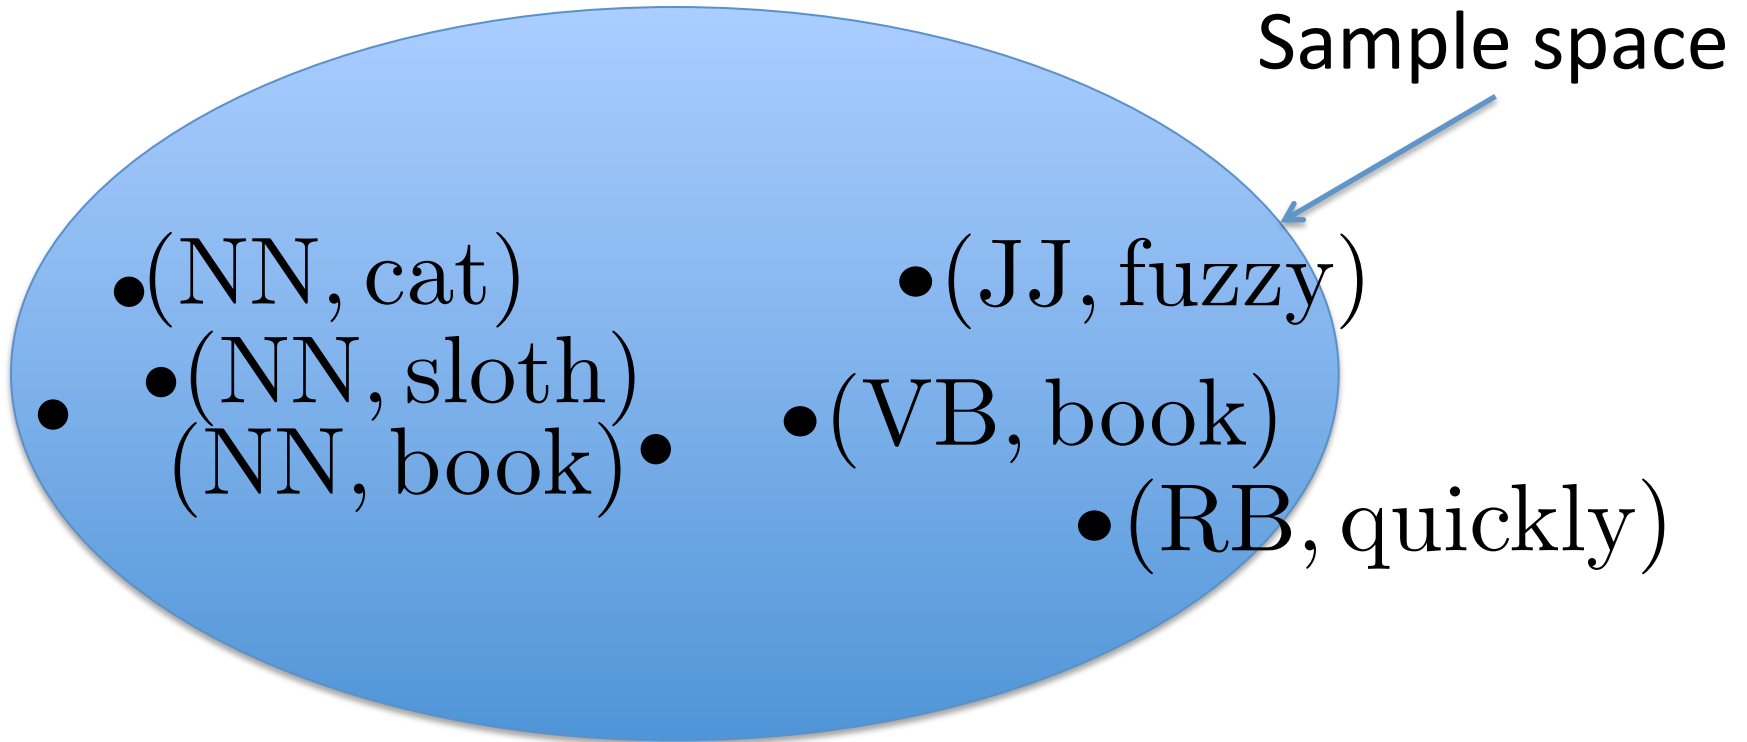 Sample space
(NN, cat)
(JJ, fuzzy)
(NN, sloth)
(VB, book)
(NN, book)
(RB, quickly)